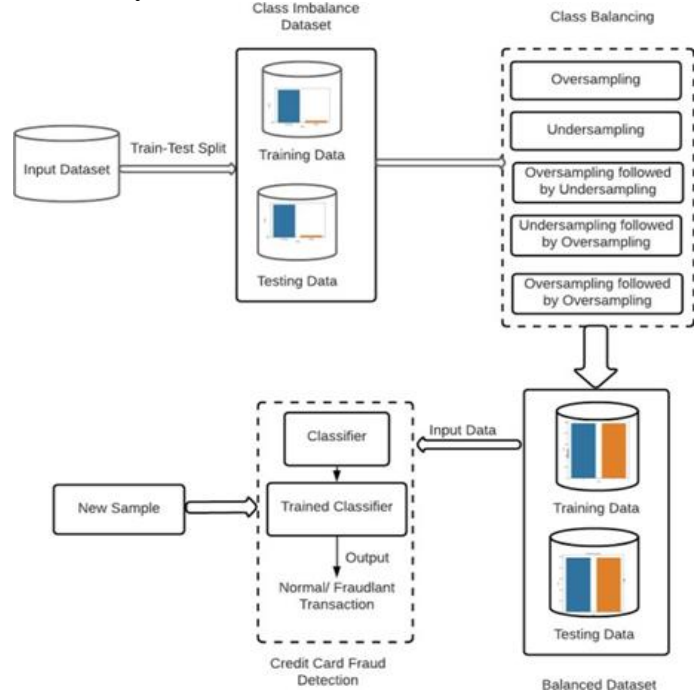 Class Imbalance
Dataset
Class Balancing
Input Dataset
Train-Test Split
Training Data
Testing Data
Oversampling
Undersampling
Oversampling followed
by Undersampling
Undersampling followed
by Oversampling
Oversampling followed
by Oversampling
Input Data
Classifier
Trained Classifier
Output
Normal/ Fraudlant
Transaction
New Sample
Credit Card Fraud
Detection
Training Data
Testing Data
Balanced Dataset